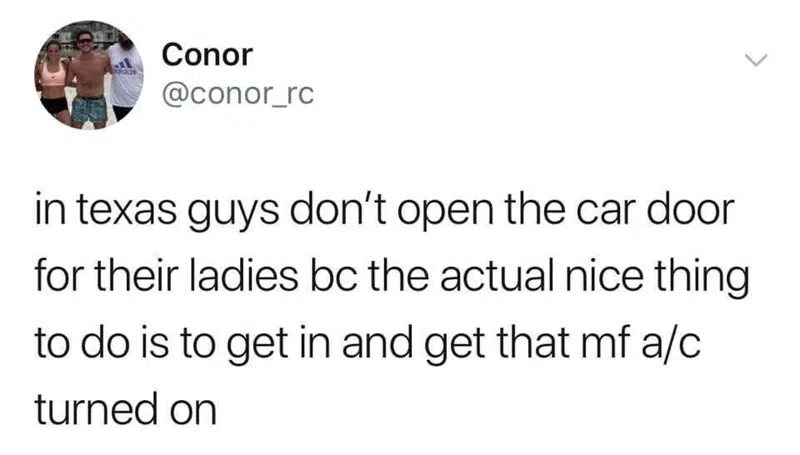 Conor
@conor_rc
adidas
in texas guys don't open the car door
for their ladies bc the actual nice thing
to do is to get in and get that mf a/c
turned on